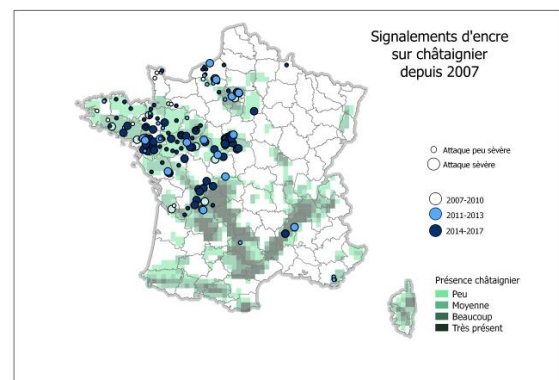 Signalements d'encre
sur châtaignier
depuis 2007
Attaque peu sévère
Attaque sévère
2007-2010
2011-2013
2014-2017
Présence châtaignier
Peu
Moyenne
Beaucoup
Très présent